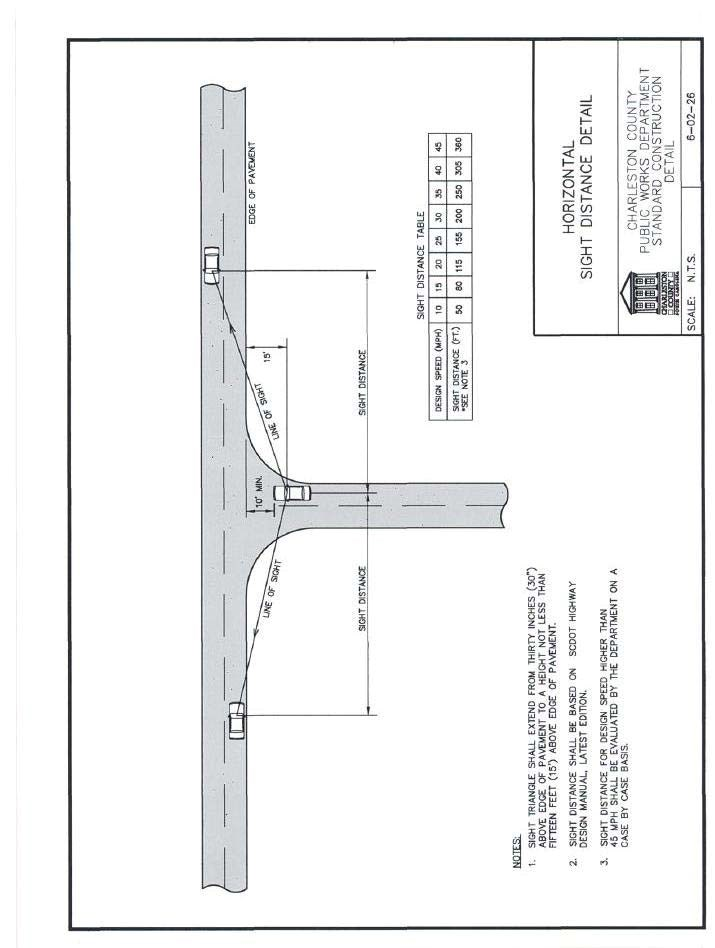 EDGE OF PAVEMENT
LINE OF SIGHT
LINE OF SIGHT
15'
10' MIN.
SIGHT DISTANCE
SIGHT DISTANCE
SIGHT DISTANCE TABLE
DESIGN SPEED (MPH) 10 15 20 25 30 35 40 45
SIGHT DISTANCE (FT.) 50 80 115 155 200 250 305 360
*SEE NOTE 3
NOTES:
1. SIGHT TRIANGLE SHALL EXTEND FROM THIRTY INCHES (30")
ABOVE EDGE OF PAVEMENT TO A HEIGHT NOT LESS THAN
FIFTEEN FEET (15') ABOVE EDGE OF PAVEMENT.
2. SIGHT DISTANCE SHALL BE BASED ON SCDOT HIGHWAY
DESIGN MANUAL, LATEST EDITION.
3. SIGHT DISTANCE FOR DESIGN SPEED HIGHER THAN
45 MPH SHALL BE EVALUATED BY THE DEPARTMENT ON A
CASE BY CASE BASIS.
HORIZONTAL
SIGHT DISTANCE DETAIL
CHARLESTON
COUNTY
CHARLESTON COUNTY
PUBLIC WORKS DEPARTMENT
STANDARD CONSTRUCTION
DETAIL
SCALE: N.T.S.
6-02-26